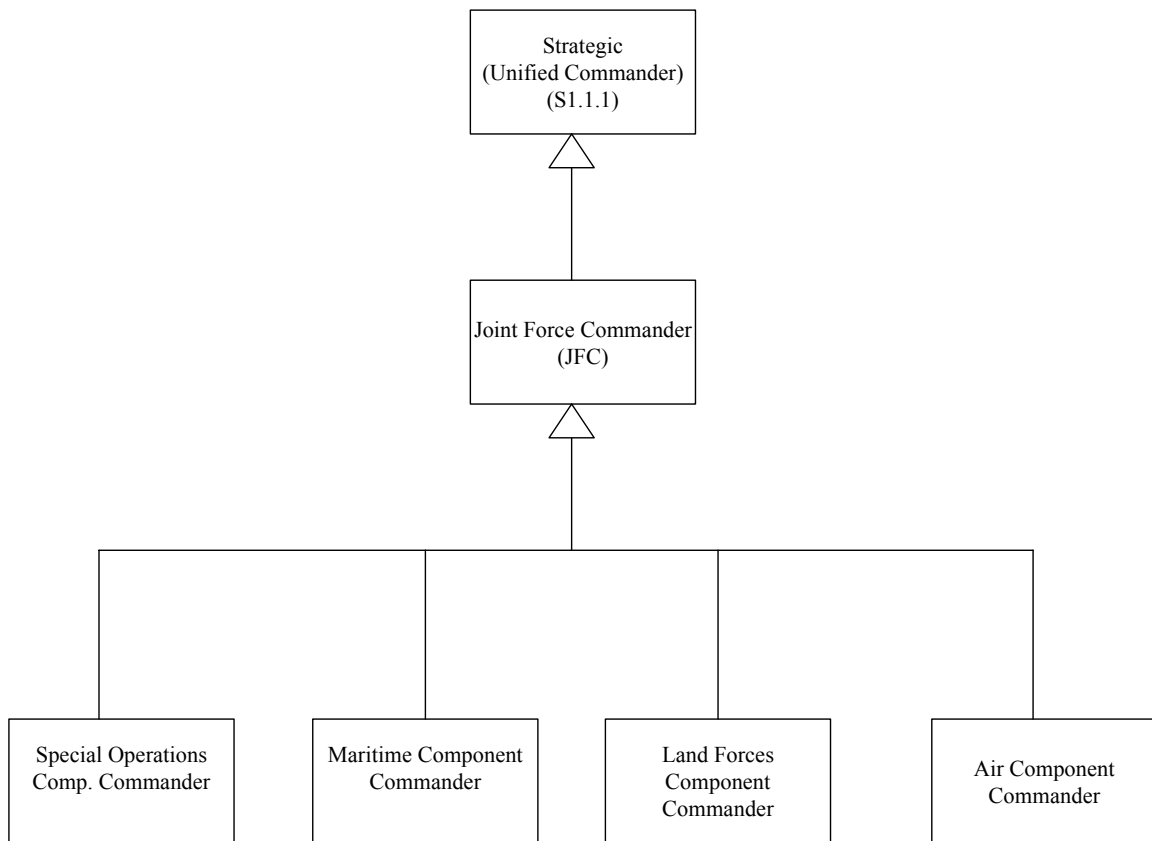 Strategic
(Unified Commander)
(S1.1.1)
Joint Force Commander
(JFC)
Special Operations
Comp. Commander
Maritime Component
Commander
Land Forces
Component
Commander
Air Component
Commander